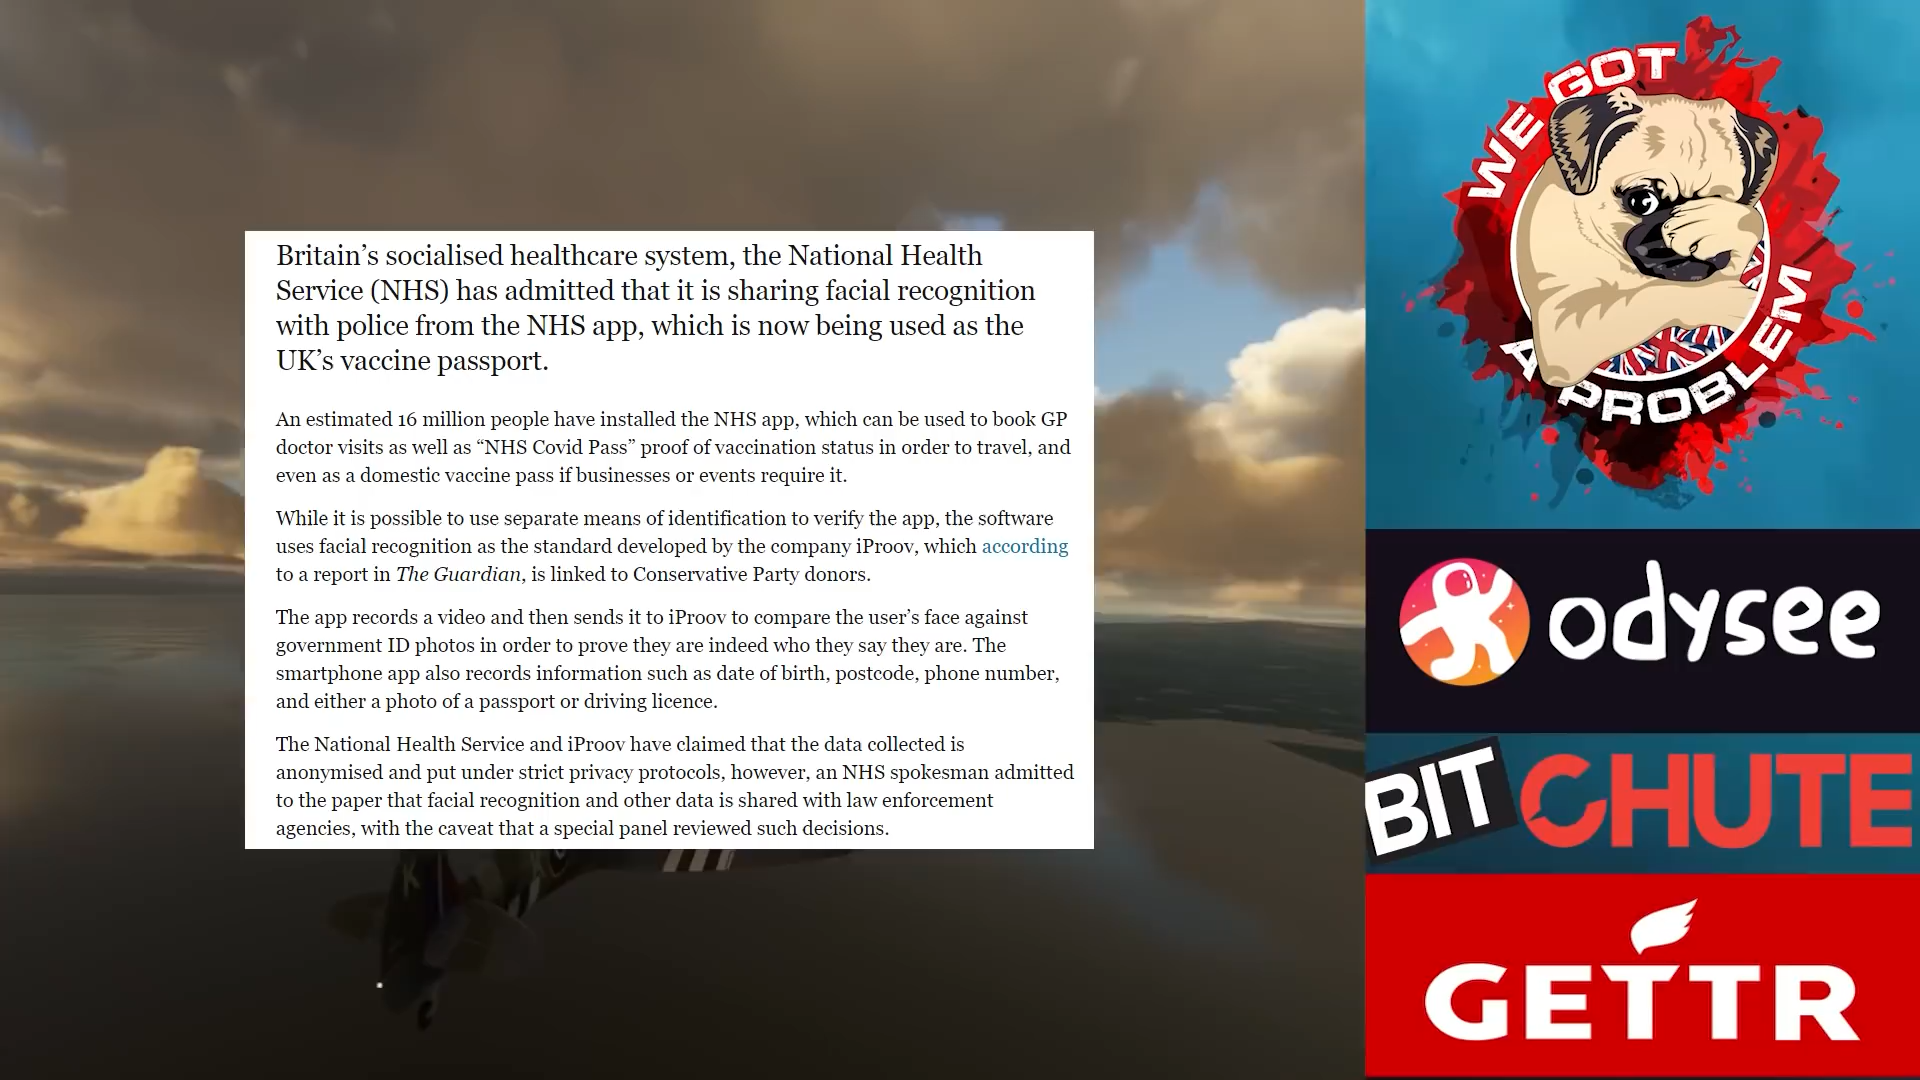 Britain’s socialised healthcare system, the National Health
Service (NHS) has admitted that it is sharing facial recognition
with police from the NHS app, which is now being used as the
UK’s vaccine passport.
An estimated 16 million people have installed the NHS app, which can be used to book GP
doctor visits as well as “NHS Covid Pass” proof of vaccination status in order to travel, and
even as a domestic vaccine pass if businesses or events require it.
While it is possible to use separate means of identification to verify the app, the software
uses facial recognition as the standard developed by the company iProov, which according
to a report in The Guardian, is linked to Conservative Party donors.
The app records a video and then sends it to iProov to compare the user’s face against
government ID photos in order to prove they are indeed who they say they are. The
smartphone app also records information such as date of birth, postcode, phone number,
and either a photo of a passport or driving licence.
The National Health Service and iProov have claimed that the data collected is
anonymised and put under strict privacy protocols, however, an NHS spokesman admitted
to the paper that facial recognition and other data is shared with law enforcement
agencies, with the caveat that a special panel reviewed such decisions.
WE GOT
A PROBLEM
odysee
BITCHUTE
GETTR